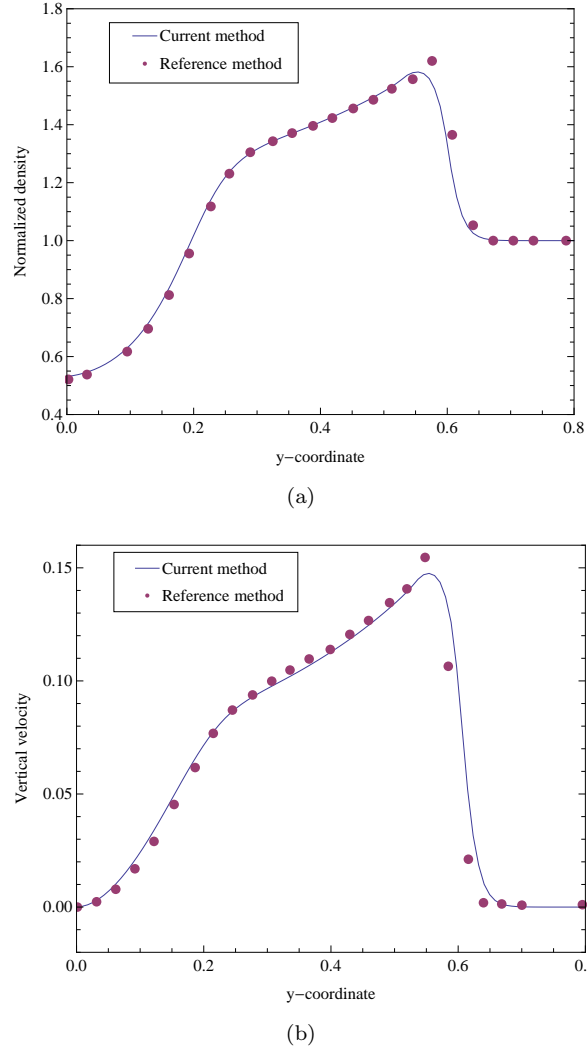 1.8
Current method
Reference method
1.6
1.4
1.2
1.0
0.8
0.6
0.4
Normalized density
0.0 0.2 0.4 0.6 0.8
y−coordinate
(a)
Current method
Reference method
0.15
0.10
0.05
0.00
Vertical velocity
0.0 0.2 0.4 0.6 0.
y−coordinate
(b)